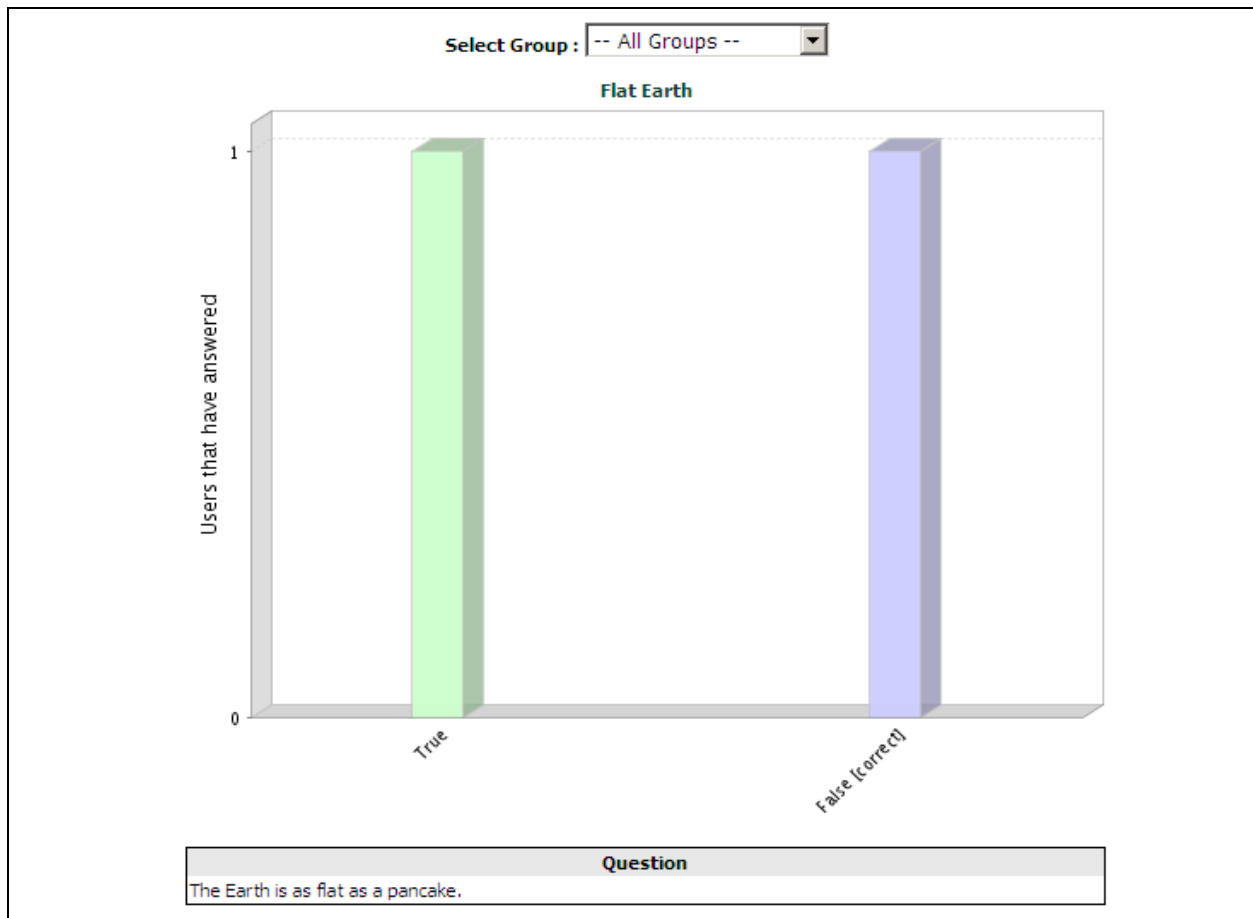 Select Group : -- All Groups --
Flat Earth
Users that have answered
1
0
True
False [correct]
Question
The Earth is as flat as a pancake.